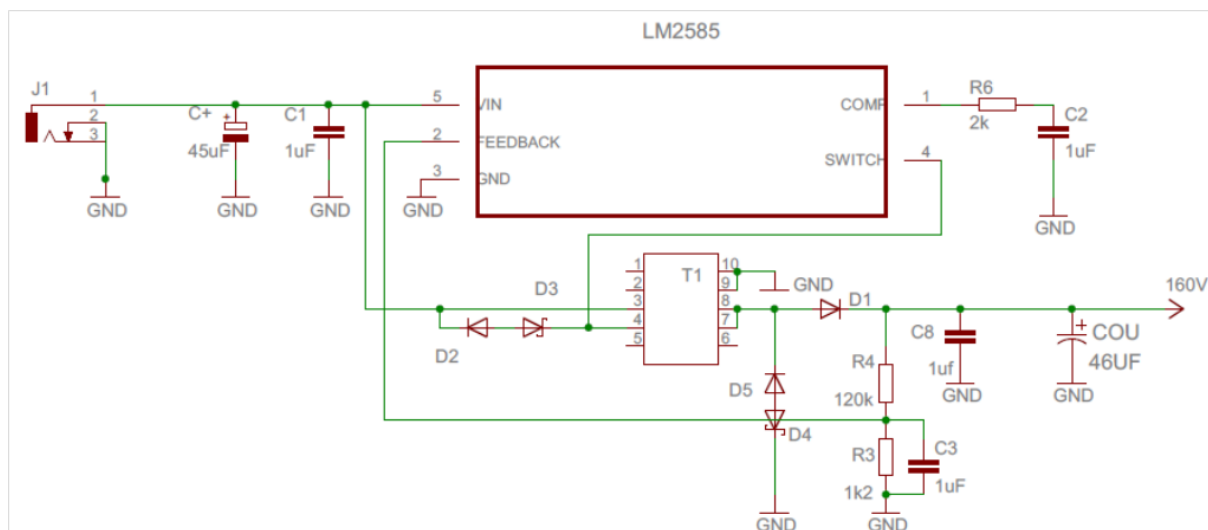 LM2585
J1
1
2
3
GND
C+
+
45uF
GND
C1
1uF
GND
5
VIN
2
FEEDBACK
3
GND
GND
COMP
1
SWITCH
4
R6
2k
C2
1uF
GND
D3
D2
T1
1
2
3
4
5
10
9
8
7
6
GND
D1
160V
D5
D4
GND
R4
120k
R3
1k2
GND
C3
1uF
C8
1uf
GND
+
COU
46UF
GND